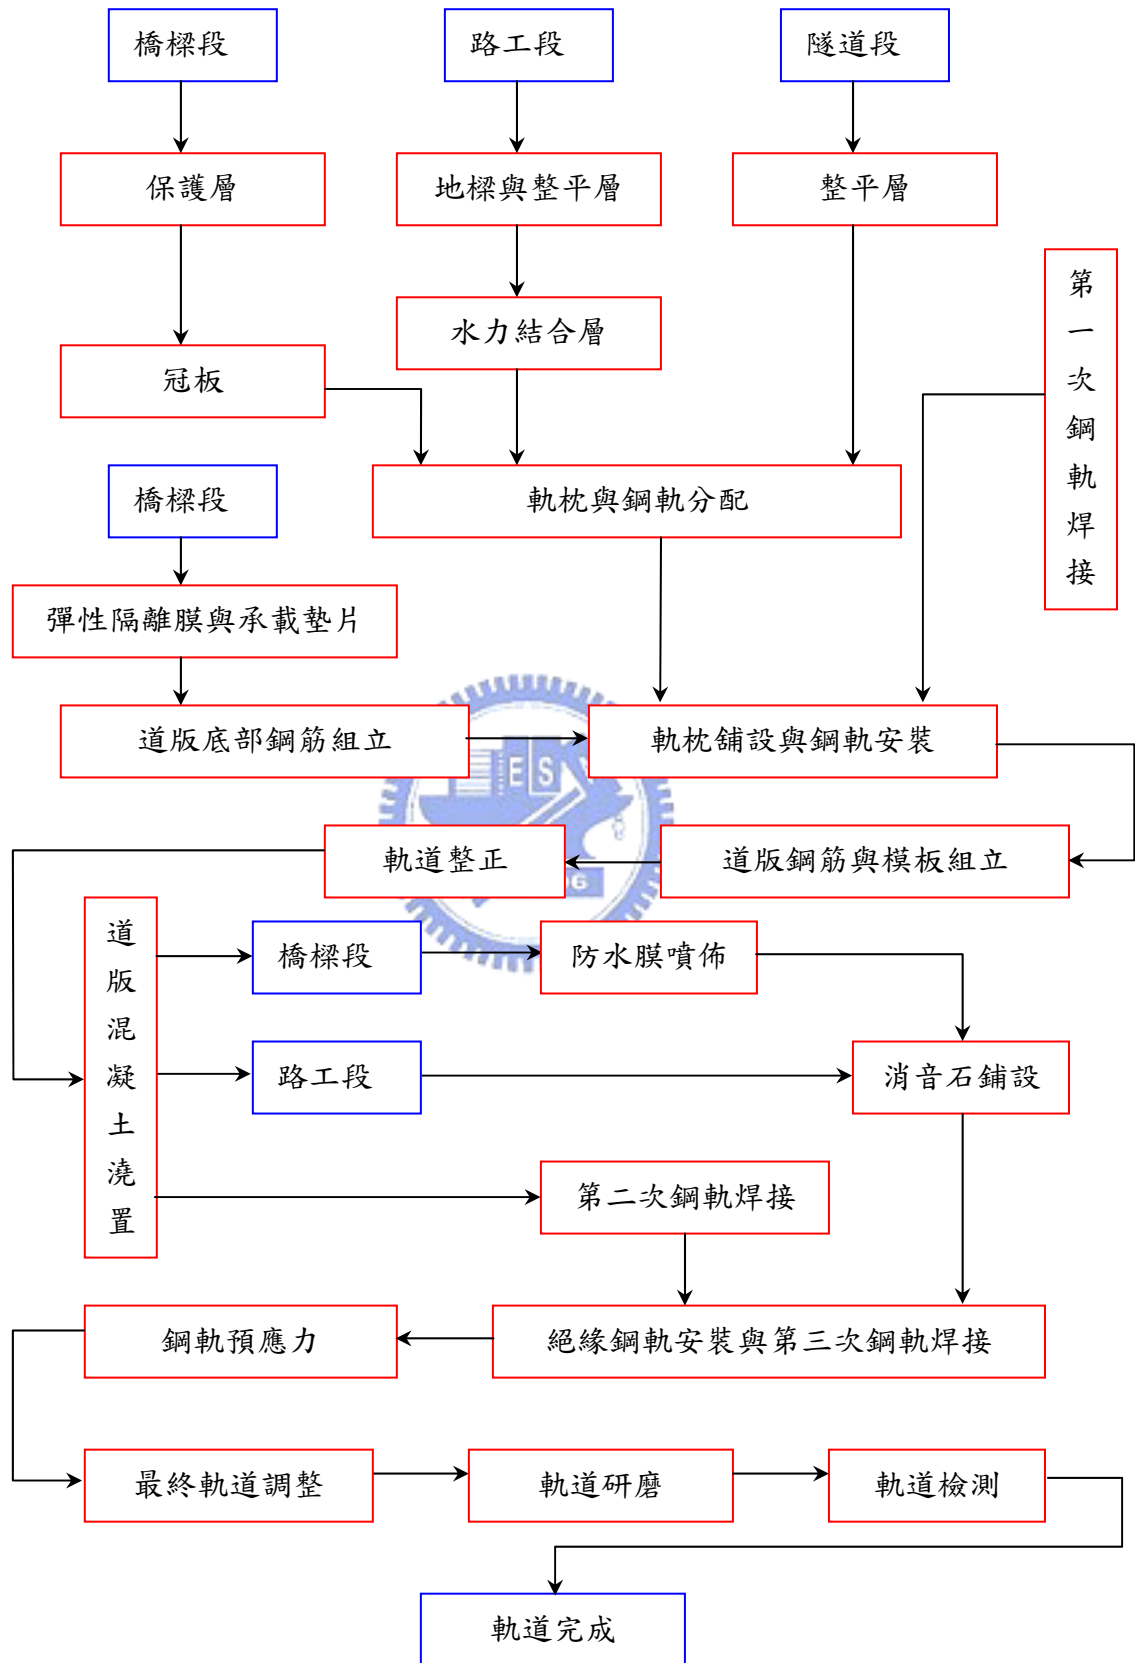 橋樑段
路工段
隧道段
保護層
地樑與整平層
整平層
第一次鋼軌焊接
水力結合層
冠板
橋樑段
軌枕與鋼軌分配
彈性隔離膜與承載墊片
道版底部鋼筋組立
軌枕舖設與鋼軌安裝
ES
軌道整正
道版鋼筋與模板組立
道版混凝土澆置
橋樑段
防水膜噴佈
路工段
消音石鋪設
第二次鋼軌焊接
鋼軌預應力
絕緣鋼軌安裝與第三次鋼軌焊接
最終軌道調整
軌道研磨
軌道檢測
軌道完成